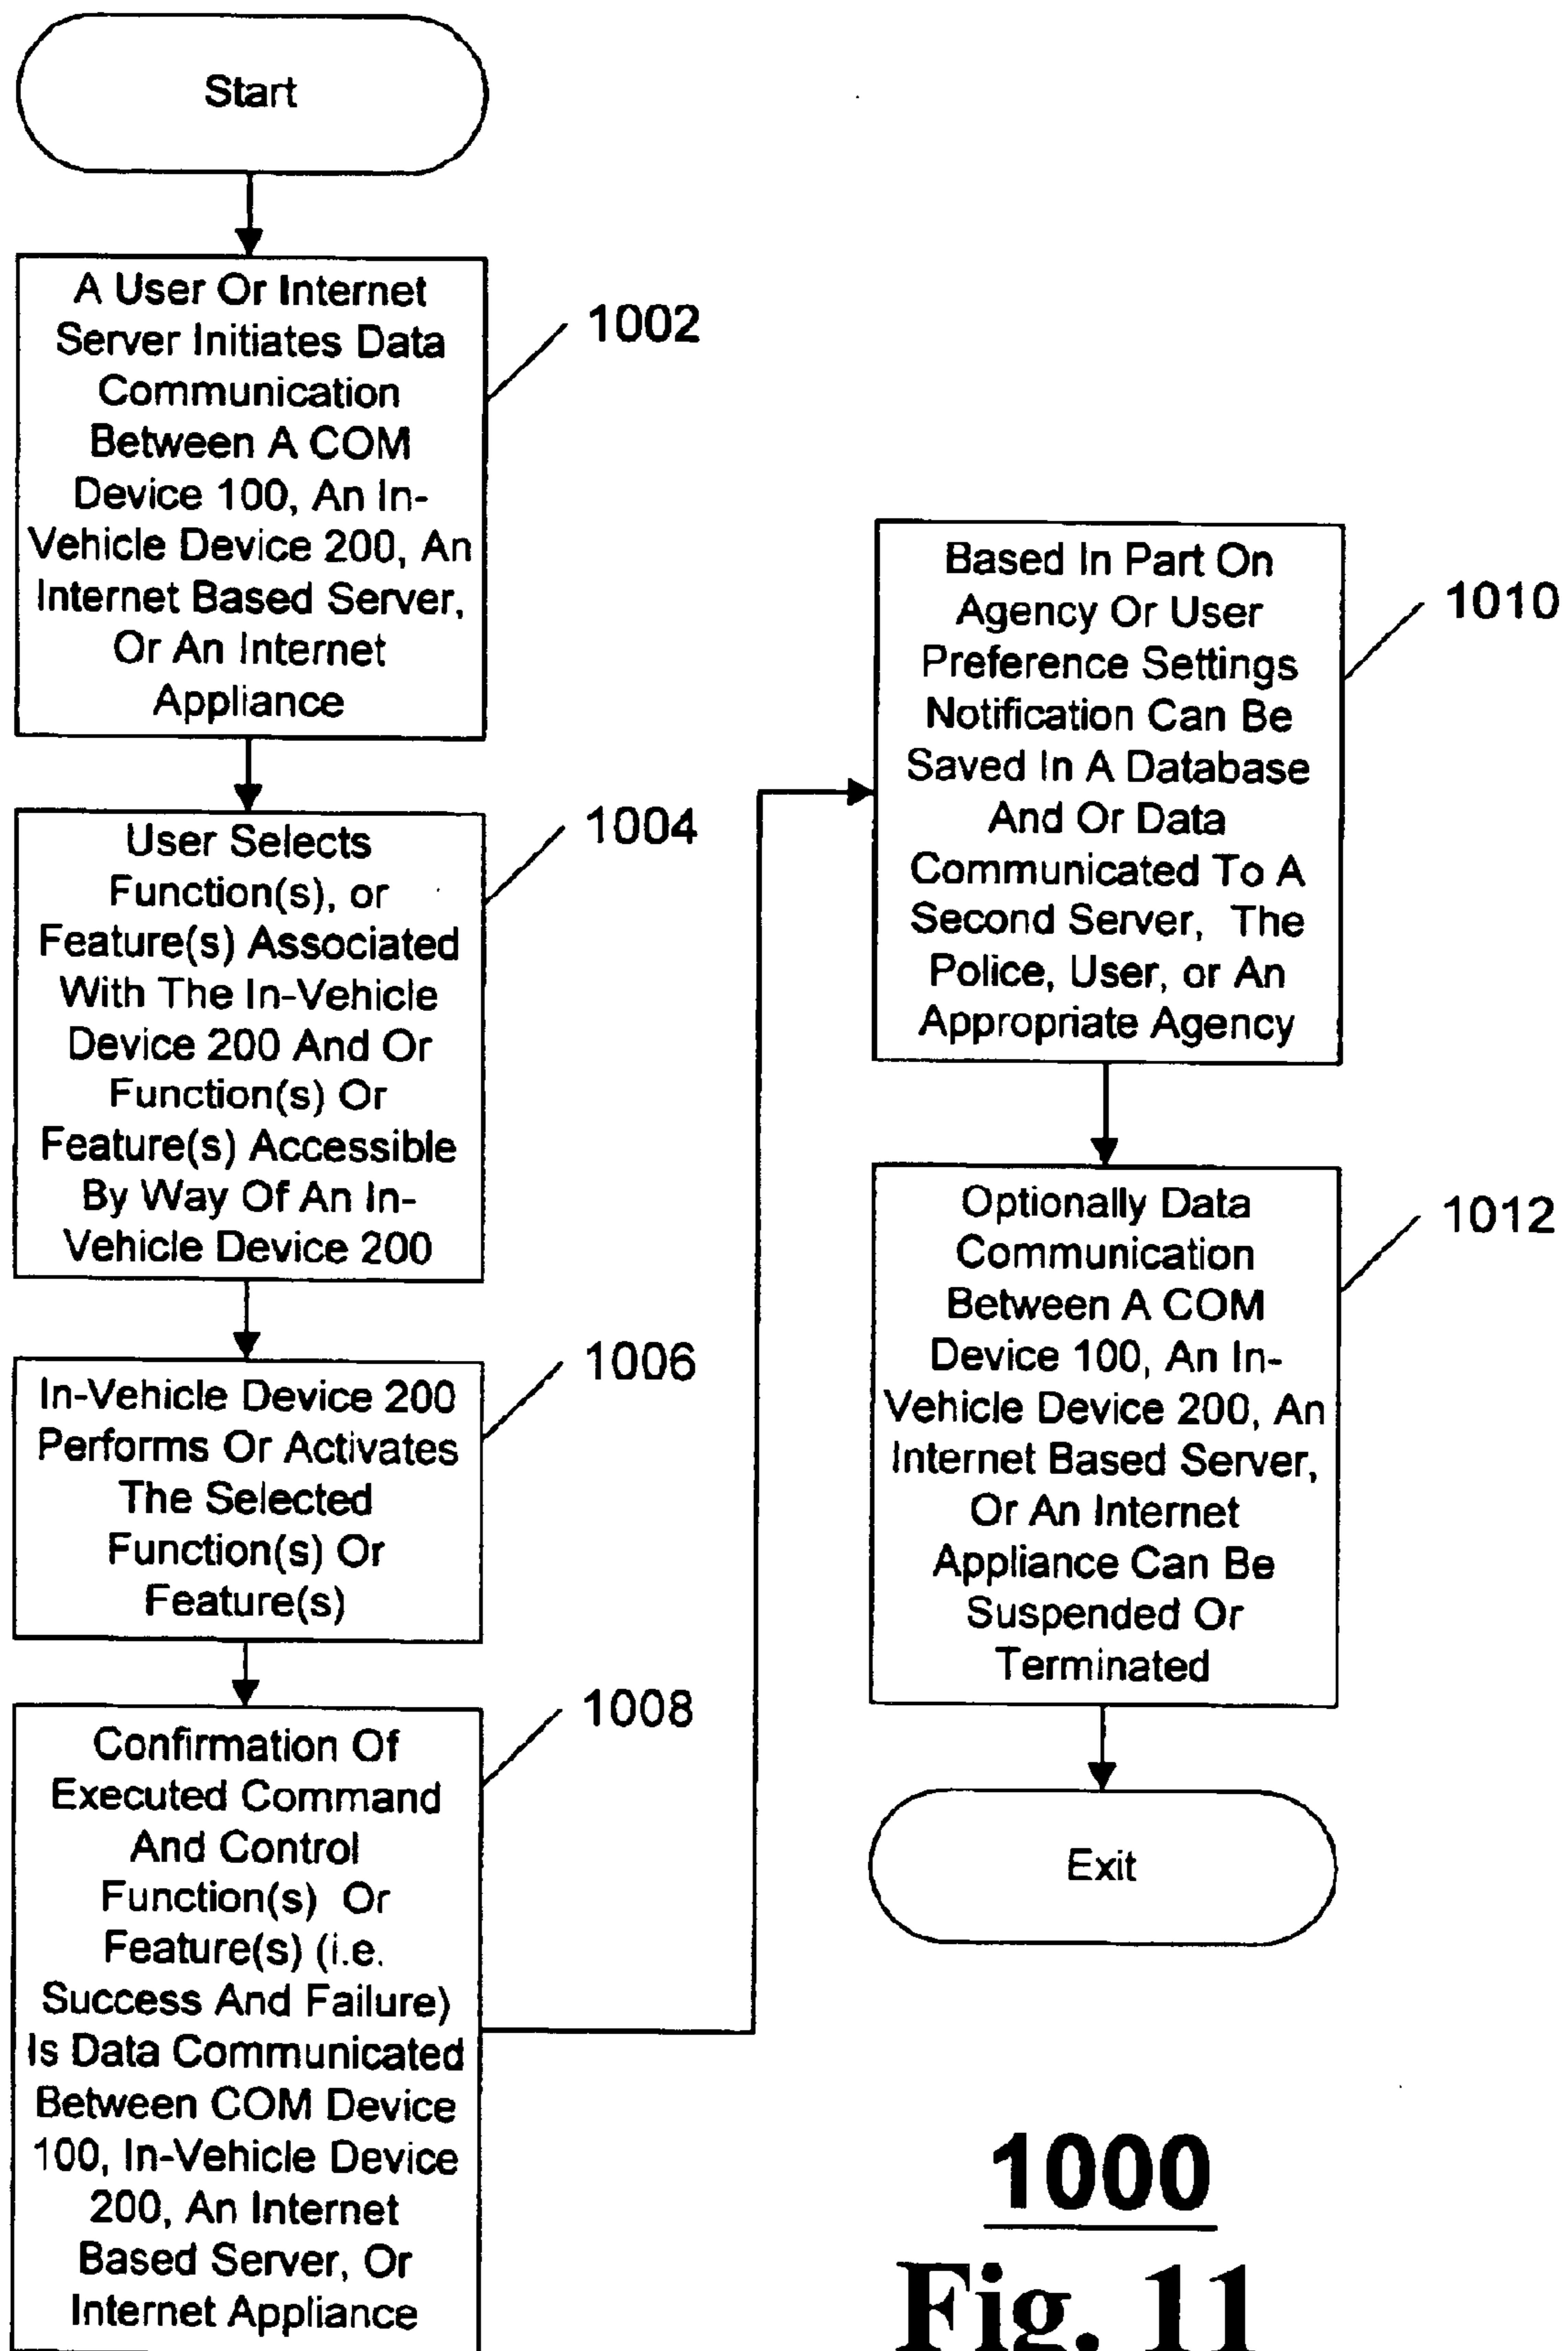 Start
A User Or Internet
Server Initiates Data
Communication
Between A COM
Device 100, An In-
Vehicle Device 200, An
Internet Based Server,
Or An Internet
Appliance
1002
User Selects
Function(s), or
Feature(s) Associated
With The In-Vehicle
Device 200 And Or
Function(s) Or
Feature(s) Accessible
By Way Of An In-
Vehicle Device 200
1004
In-Vehicle Device 200
Performs Or Activates
The Selected
Function(s) Or
Feature(s)
1006
Confirmation Of
Executed Command
And Control
Function(s) Or
Feature(s) (i.e.
Success And Failure)
Is Data Communicated
Between COM Device
100, In-Vehicle Device
200, An Internet
Based Server, Or
Internet Appliance
1008
Based In Part On
Agency Or User
Preference Settings
Notification Can Be
Saved In A Database
And Or Data
Communicated To A
Second Server, The
Police, User, or An
Appropriate Agency
1010
Optionally Data
Communication
Between A COM
Device 100, An In-
Vehicle Device 200, An
Internet Based Server,
Or An Internet
Appliance Can Be
Suspended Or
Terminated
1012
Exit
1000
Fig. 11